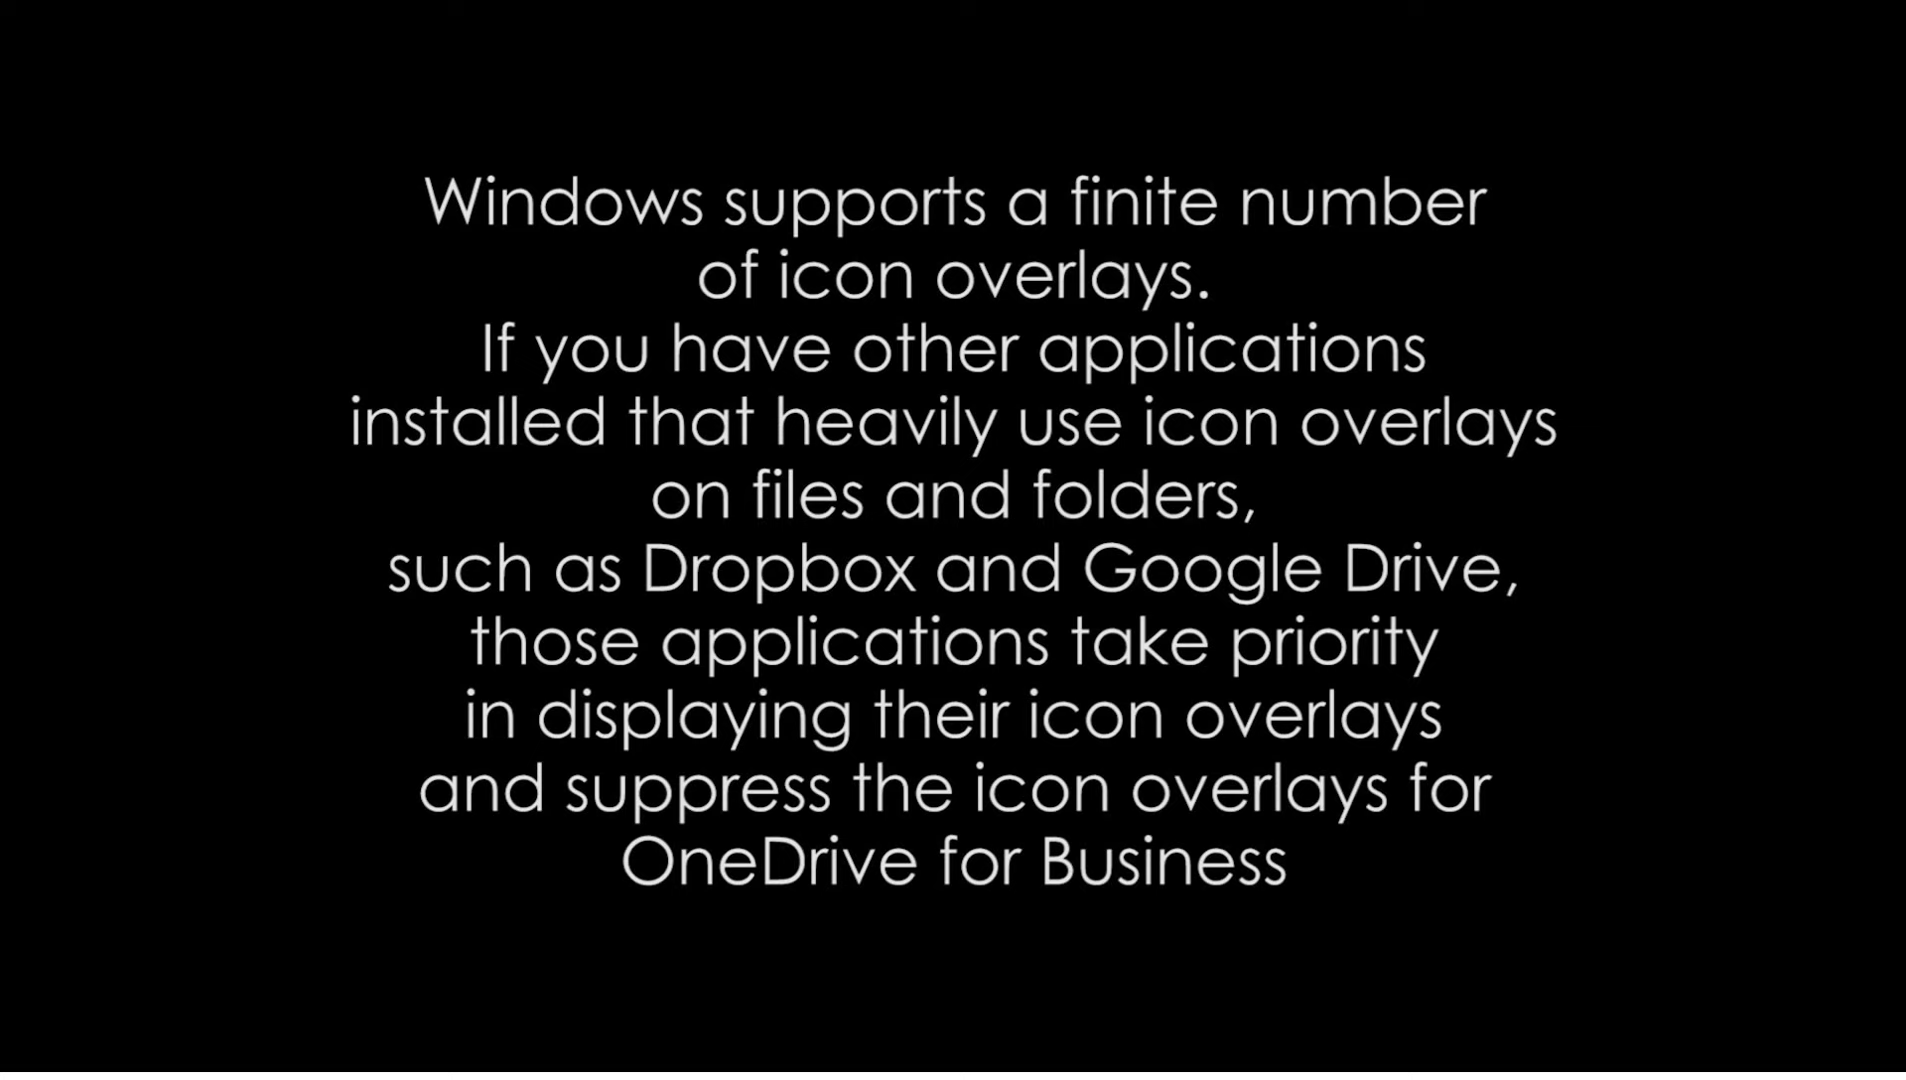 Windows supports a finite number
of icon overlays.
If you have other applications
installed that heavily use icon overlays
on files and folders,
such as Dropbox and Google Drive,
those applications take priority
in displaying their icon overlays
and suppress the icon overlays for
OneDrive for Business